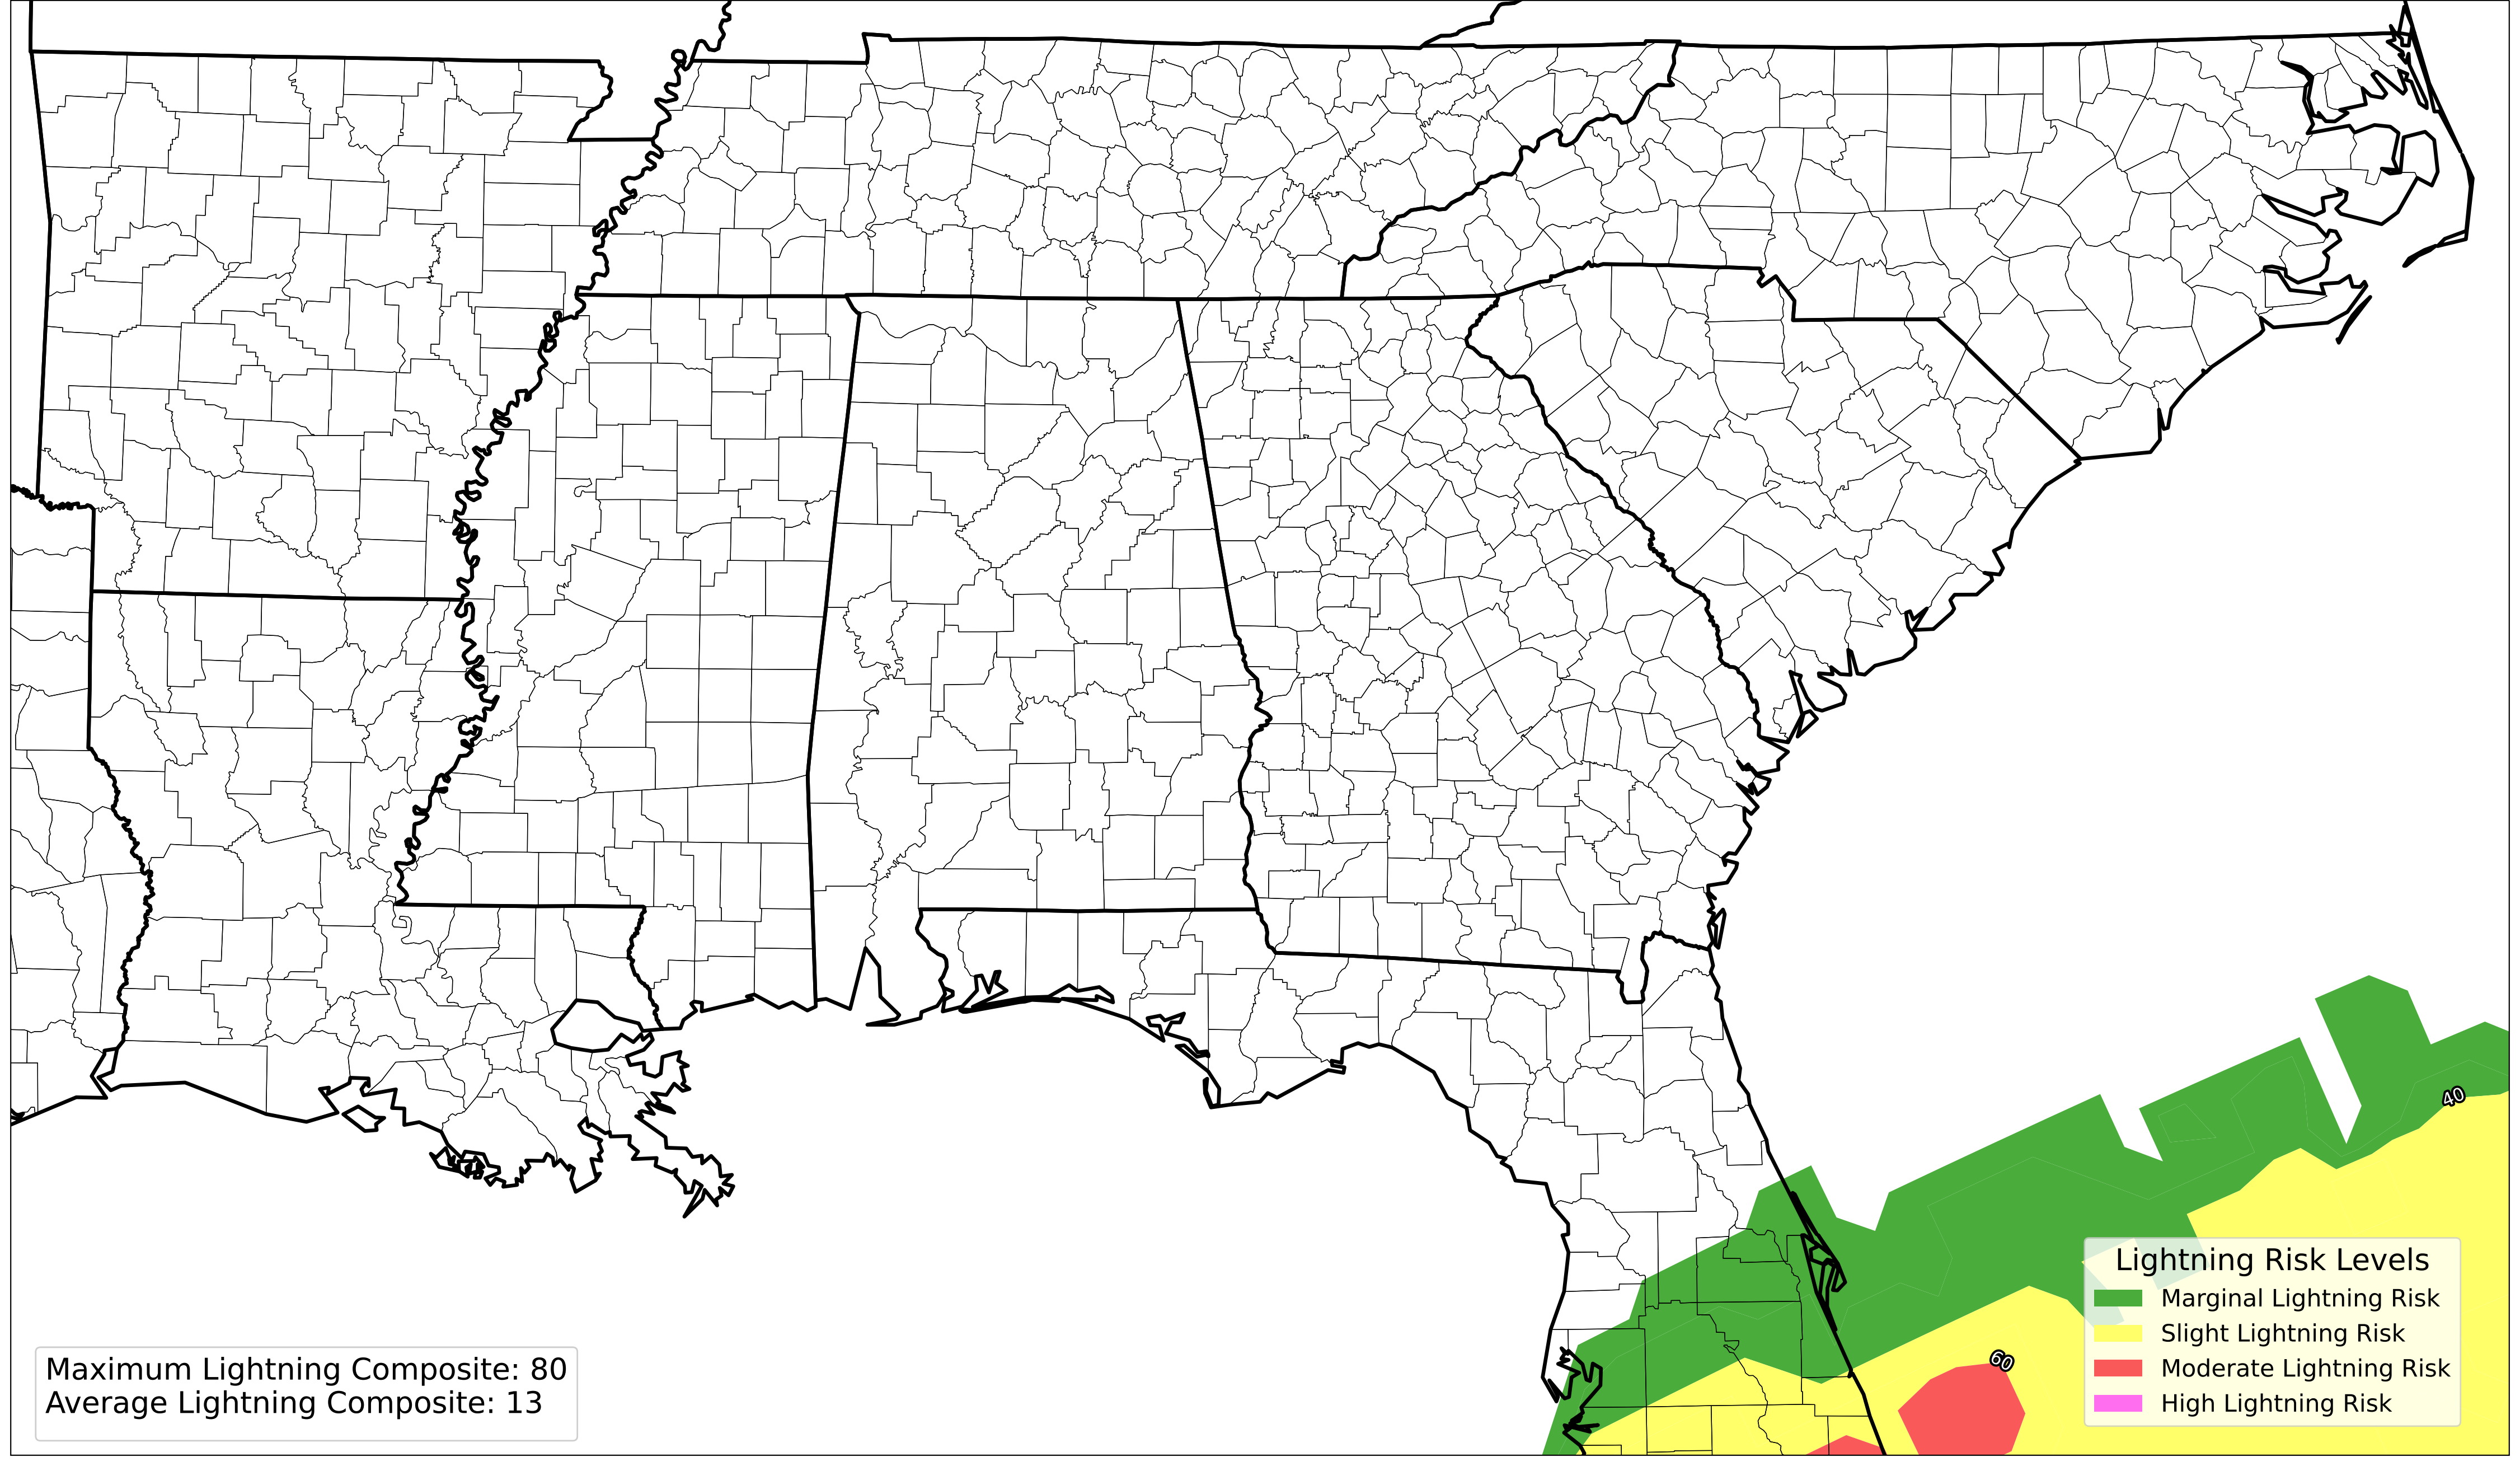 40
60
Lightning Risk Levels
Marginal Lightning Risk
Slight Lightning Risk
Moderate Lightning Risk
High Lightning Risk
Maximum Lightning Composite: 80
Average Lightning Composite: 13